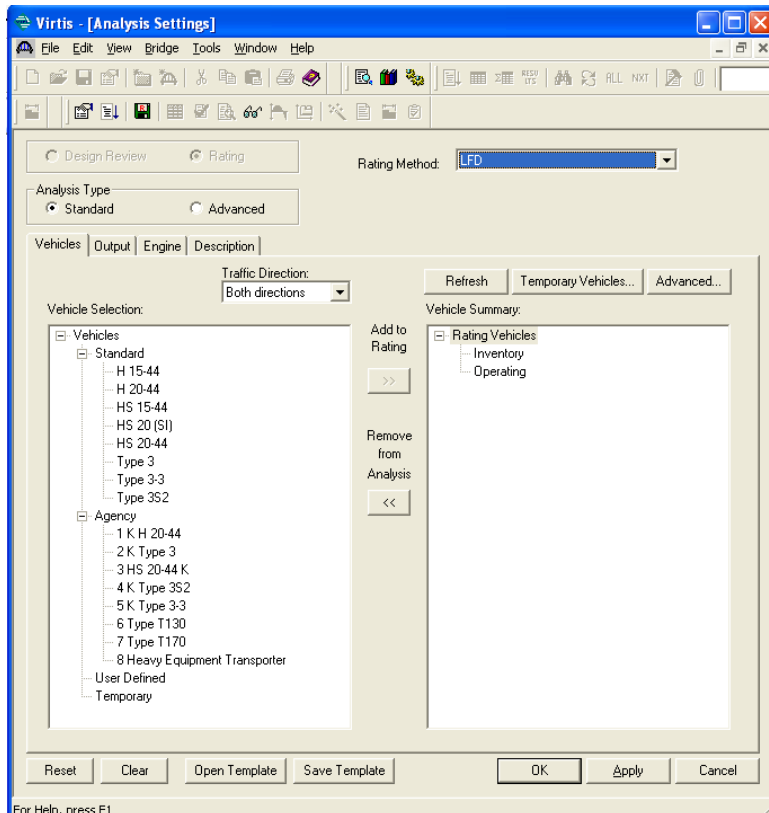 Virtis - [Analysis Settings]
File Edit View Bridge Tools Window Help
RESU LTS ALL NXT
Design Review Rating
Rating Method: LFD
Analysis Type
Standard Advanced
Vehicles Output Engine Description
Traffic Direction:
Both directions
Refresh Temporary Vehicles... Advanced...
Vehicle Selection:
Vehicles
Standard
H 15-44
H 20-44
HS 15-44
HS 20 (SI)
HS 20-44
Type 3
Type 3-3
Type 3S2
Agency
1 K H 20-44
2 K Type 3
3 HS 20-44 K
4 K Type 3S2
5 K Type 3-3
6 Type T130
7 Type T170
8 Heavy Equipment Transporter
User Defined
Temporary
Add to
Rating
>>
Remove
from
Analysis
<<
Vehicle Summary:
Rating Vehicles
Inventory
Operating
Reset Clear Open Template Save Template OK Apply Cancel
For Help, press F1